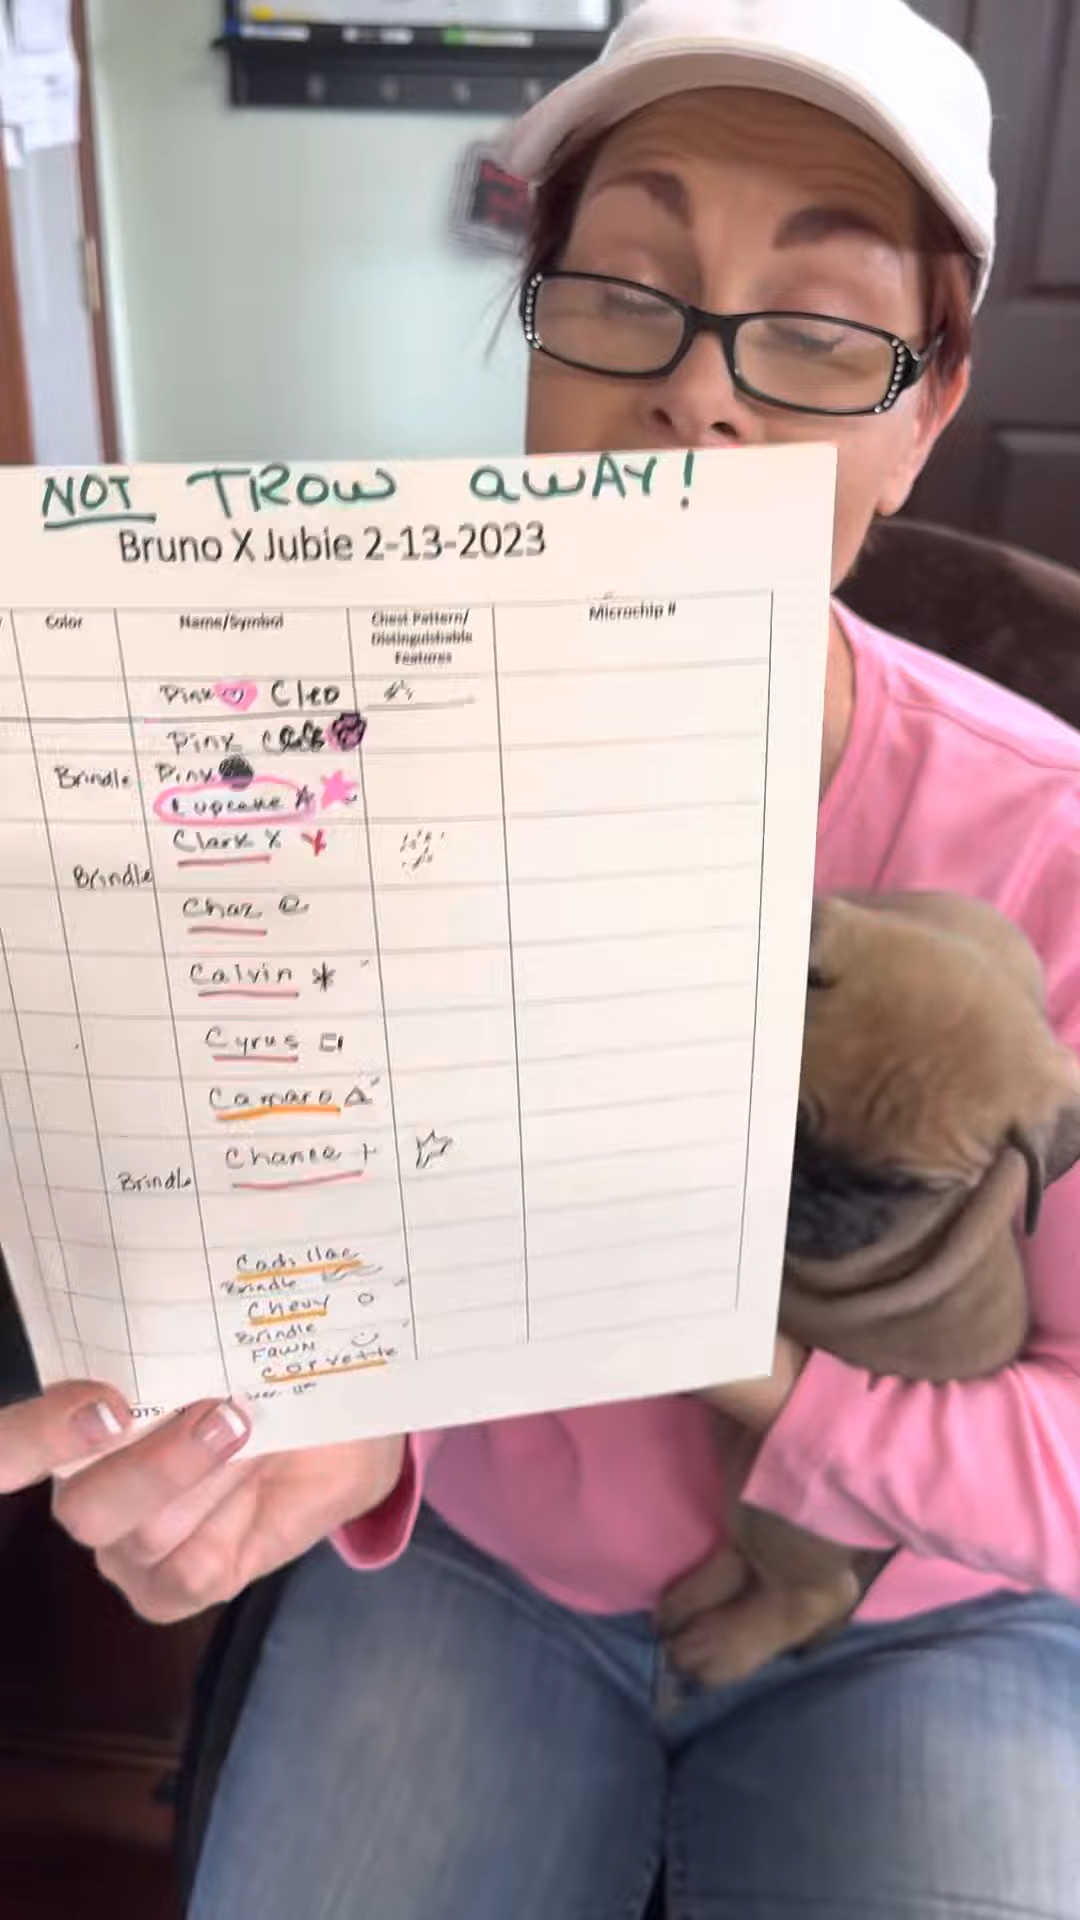 NOT TROW AWAY!
Bruno X Jubie 2-13-2023
Color Name/Symbol Chest Pattern/ Distinguishable Features Microchip #
Pink Cleo
Pink
Brindle Pink
Cupcake
Clark X
Brindle
Chaz
Calvin *
Cyrus
Camaro
Chance +
Brindle
Cadillac
Brindle
Chevy O
Brindle
Fawn
Corvette